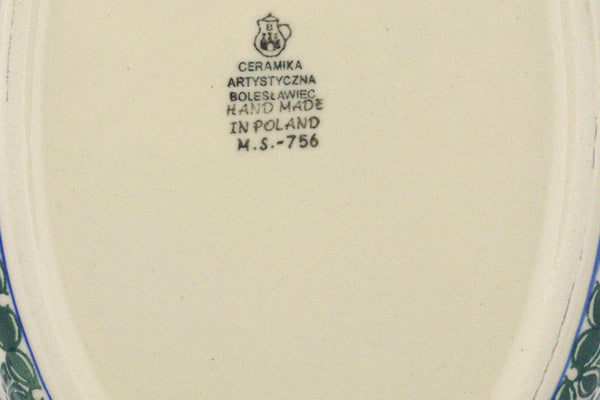 B
CERAMIKA
ARTYSTYCZNA
BOLESŁAWIEC
HAND MADE
IN POLAND
M.S.-756